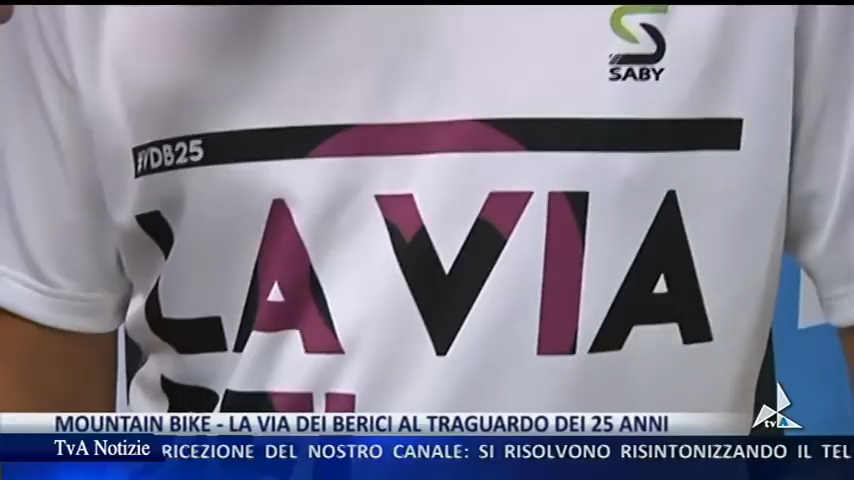 SABY
#VDB25
LA VIA
MOUNTAIN BIKE - LA VIA DEI BERICI AL TRAGUARDO DEI 25 ANNI
tvA
TvA Notizie RICEZIONE DEL NOSTRO CANALE: SI RISOLVONO RISINTONIZZANDO IL TEL